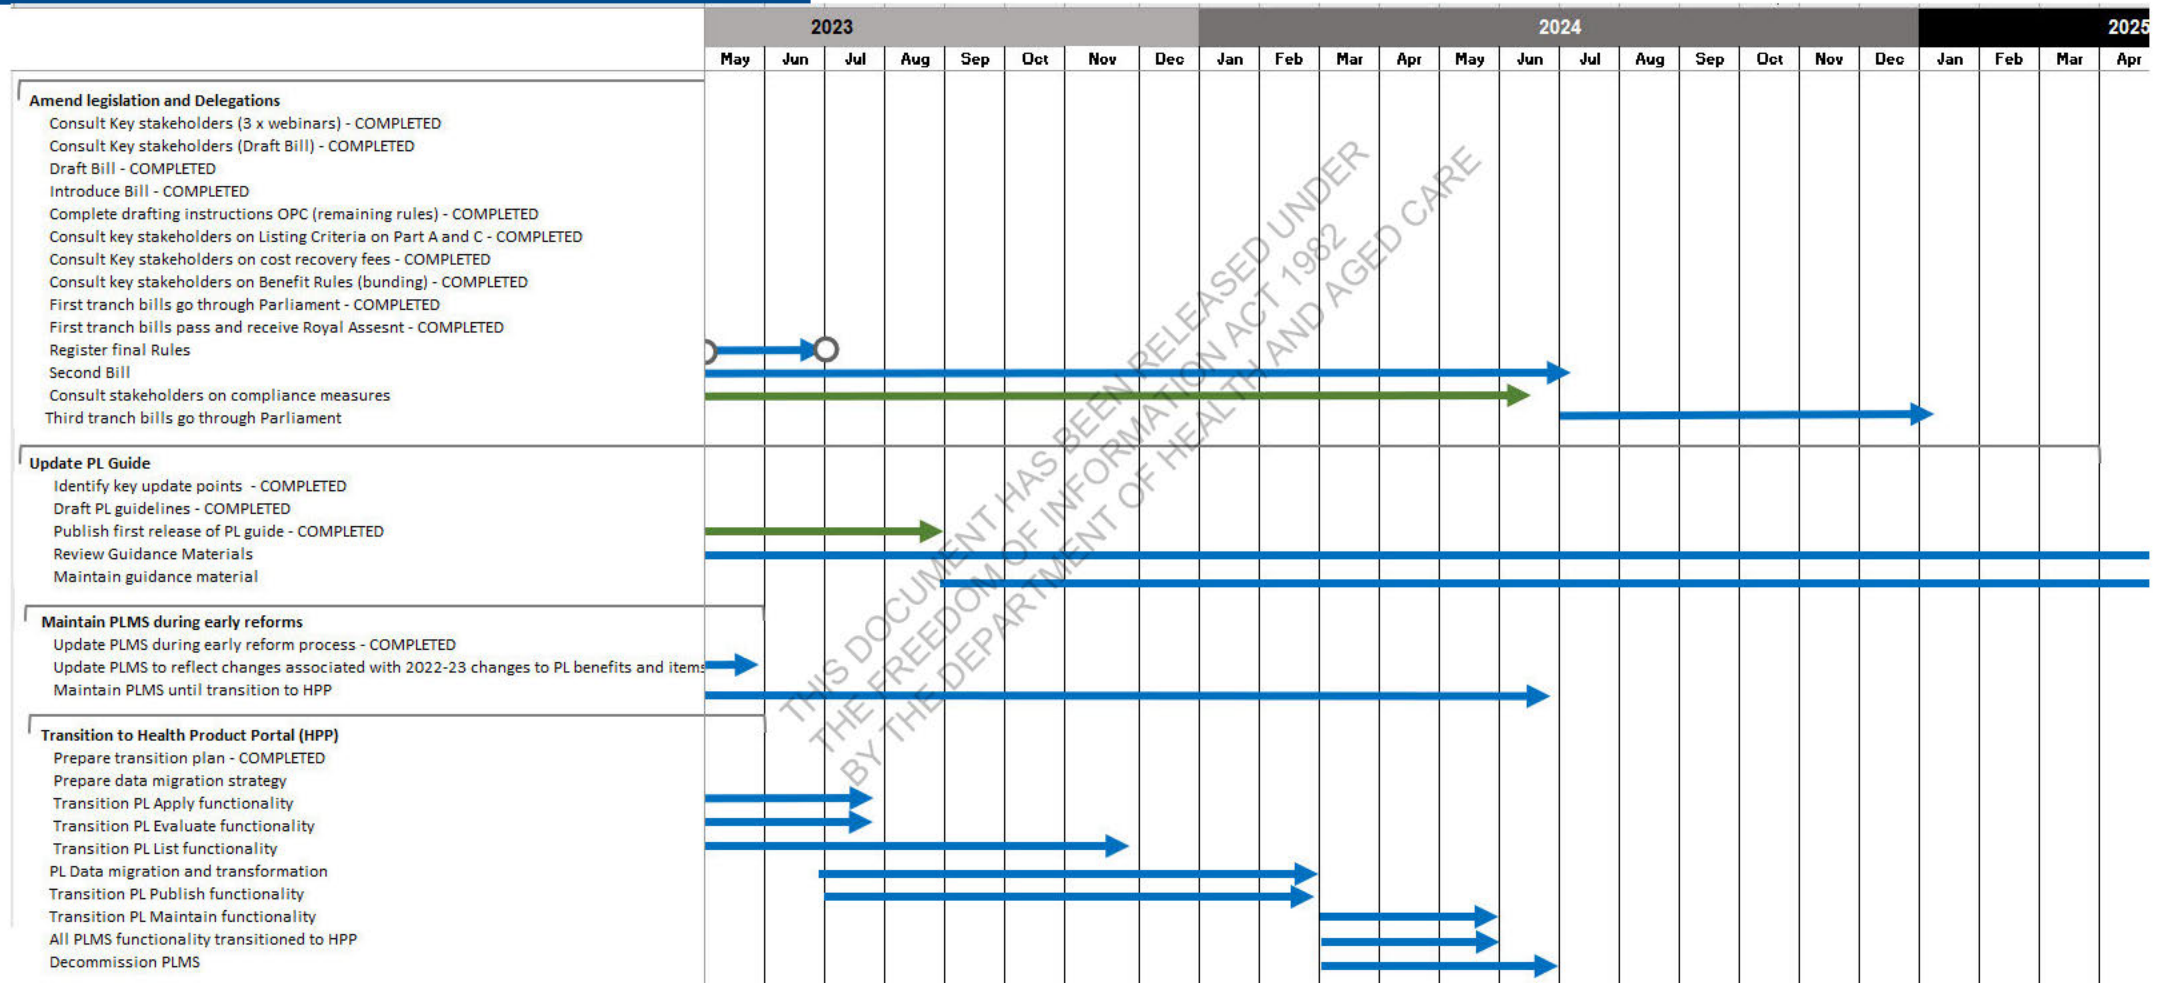 2023 2024 2025
May Jun Jul Aug Sep Oct Nov Dec Jan Feb Mar Apr May Jun Jul Aug Sep Oct Nov Dec Jan Feb Mar Apr
Amend legislation and Delegations
Consult Key stakeholders (3 x webinars) - COMPLETED
Consult Key stakeholders (Draft Bill) - COMPLETED
Draft Bill - COMPLETED
Introduce Bill - COMPLETED
Complete drafting instructions OPC (remaining rules) - COMPLETED
Consult key stakeholders on Listing Criteria on Part A and C - COMPLETED
Consult Key stakeholders on cost recovery fees - COMPLETED
Consult key stakeholders on Benefit Rules (bunding) - COMPLETED
First tranch bills go through Parliament - COMPLETED
First tranch bills pass and receive Royal Assesnt - COMPLETED
Register final Rules
Second Bill
Consult stakeholders on compliance measures
Third tranch bills go through Parliament
Update PL Guide
Identify key update points - COMPLETED
Draft PL guidelines - COMPLETED
Publish first release of PL guide - COMPLETED
Review Guidance Materials
Maintain guidance material
Maintain PLMS during early reforms
Update PLMS during early reform process - COMPLETED
Update PLMS to reflect changes associated with 2022-23 changes to PL benefits and items
Maintain PLMS until transition to HPP
Transition to Health Product Portal (HPP)
Prepare transition plan - COMPLETED
Prepare data migration strategy
Transition PL Apply functionality
Transition PL Evaluate functionality
Transition PL List functionality
PL Data migration and transformation
Transition PL Publish functionality
Transition PL Maintain functionality
All PLMS functionality transitioned to HPP
Decommission PLMS
THIS DOCUMENT HAS BEEN RELEASED UNDER
THE FREEDOM OF INFORMATION ACT 1982
BY THE DEPARTMENT OF HEALTH AND AGED CARE